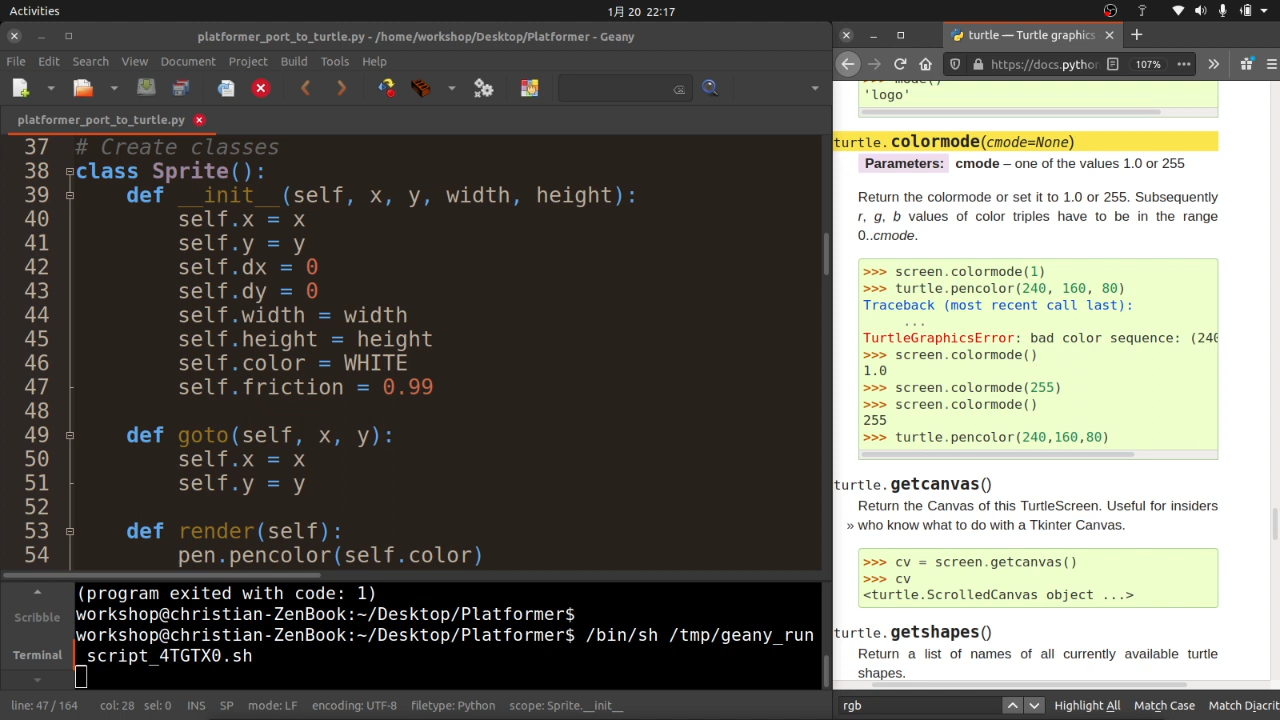 Activities
1月 20 22:17
platformer_port_to_turtle.py - /home/workshop/Desktop/Platformer - Geany
File Edit Search View Document Project Build Tools Help
platformer_port_to_turtle.py
37 # Create classes
38 class Sprite():
39 def __init__(self, x, y, width, height):
40 self.x = x
41 self.y = y
42 self.dx = 0
43 self.dy = 0
44 self.width = width
45 self.height = height
46 self.color = WHITE
47 self.friction = 0.99
48
49 def goto(self, x, y):
50 self.x = x
51 self.y = y
52
53 def render(self):
54 pen.pencolor(self.color)
Scribble
Terminal
(program exited with code: 1)
workshop@christian-ZenBook:~/Desktop/Platformer$
workshop@christian-ZenBook:~/Desktop/Platformer$ /bin/sh /tmp/geany_run
_script_4TGTX0.sh
line: 47 / 164 col: 28 sel: 0 INS SP mode: LF encoding: UTF-8 filetype: Python scope: Sprite.__init__
turtle — Turtle graphics
https://docs.python 107%
'logo'
turtle.colormode(cmode=None)
Parameters: cmode – one of the values 1.0 or 255
Return the colormode or set it to 1.0 or 255. Subsequently
r, g, b values of color triples have to be in the range
0..cmode.
>>> screen.colormode(1)
>>> turtle.pencolor(240, 160, 80)
Traceback (most recent call last):
...
TurtleGraphicsError: bad color sequence: (240
>>> screen.colormode()
1.0
>>> screen.colormode(255)
>>> screen.colormode()
255
>>> turtle.pencolor(240,160,80)
turtle.getcanvas()
Return the Canvas of this TurtleScreen. Useful for insiders
» who know what to do with a Tkinter Canvas.
>>> cv = screen.getcanvas()
>>> cv
<turtle.ScrolledCanvas object ...>
turtle.getshapes()
Return a list of names of all currently available turtle
shapes.
rgb Highlight All Match Case Match Diacrit